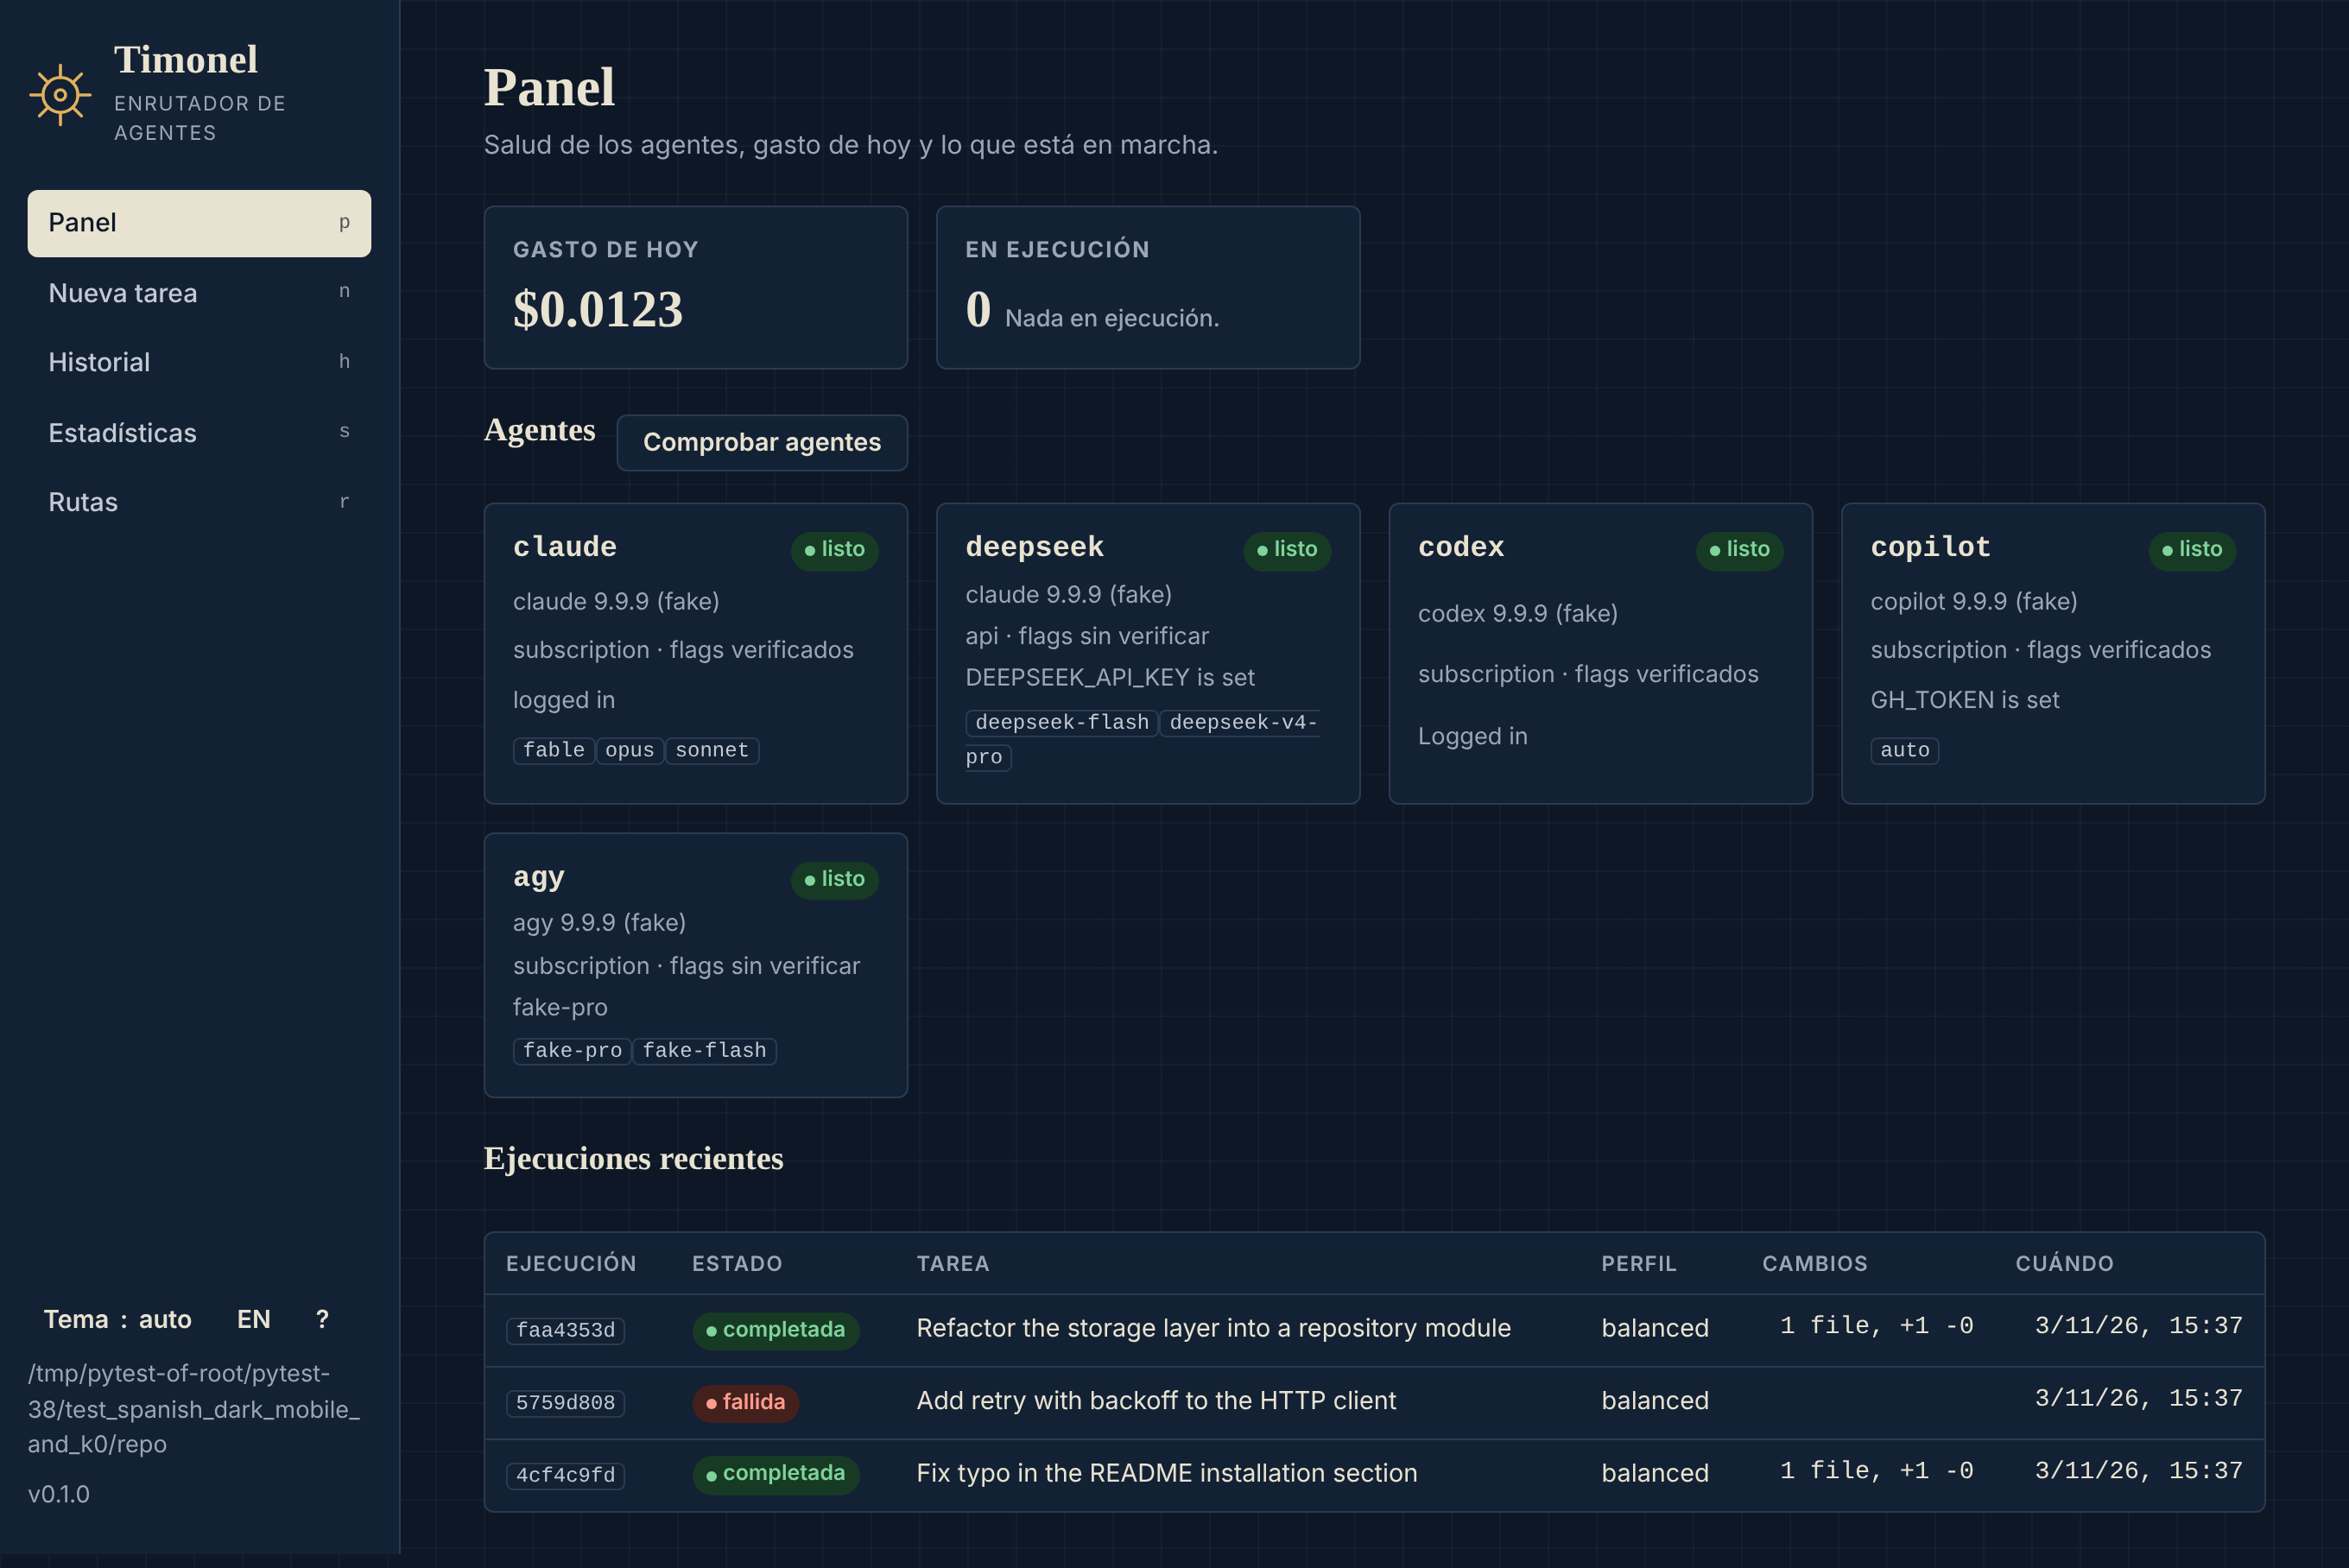 Timonel
ENRUTADOR DE
AGENTES
Panel p
Nueva tarea n
Historial h
Estadísticas s
Rutas r
Tema : auto EN ?
/tmp/pytest-of-root/pytest-
38/test_spanish_dark_mobile_
and_k0/repo
v0.1.0
Panel
Salud de los agentes, gasto de hoy y lo que está en marcha.
GASTO DE HOY
$0.0123
EN EJECUCIÓN
0 Nada en ejecución.
Agentes Comprobar agentes
claude listo
claude 9.9.9 (fake)
subscription · flags verificados
logged in
fable opus sonnet
deepseek listo
claude 9.9.9 (fake)
api · flags sin verificar
DEEPSEEK_API_KEY is set
deepseek-flash deepseek-v4-
pro
codex listo
codex 9.9.9 (fake)
subscription · flags verificados
Logged in
copilot listo
copilot 9.9.9 (fake)
subscription · flags verificados
GH_TOKEN is set
auto
agy listo
agy 9.9.9 (fake)
subscription · flags sin verificar
fake-pro
fake-pro fake-flash
Ejecuciones recientes
EJECUCIÓN ESTADO TAREA PERFIL CAMBIOS CUÁNDO
faa4353d completada Refactor the storage layer into a repository module balanced 1 file, +1 -0 3/11/26, 15:37
5759d808 fallida Add retry with backoff to the HTTP client balanced 3/11/26, 15:37
4cf4c9fd completada Fix typo in the README installation section balanced 1 file, +1 -0 3/11/26, 15:37